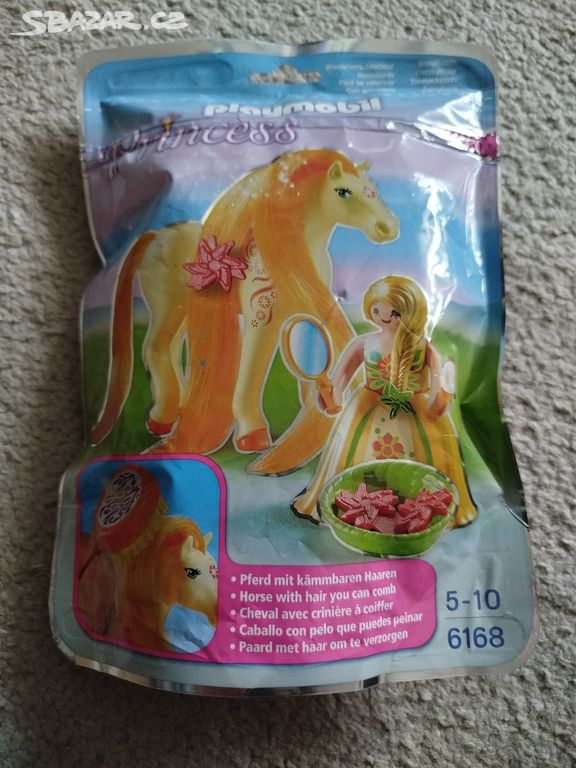 SBAZAR.CZ
Playmobil
princess
• Pferd mit kämmbaren Haaren
• Horse with hair you can comb
• Cheval avec crinière à coiffer
• Caballo con pelo que puedes peinar
• Paard met haar om te verzorgen
5-10
6168